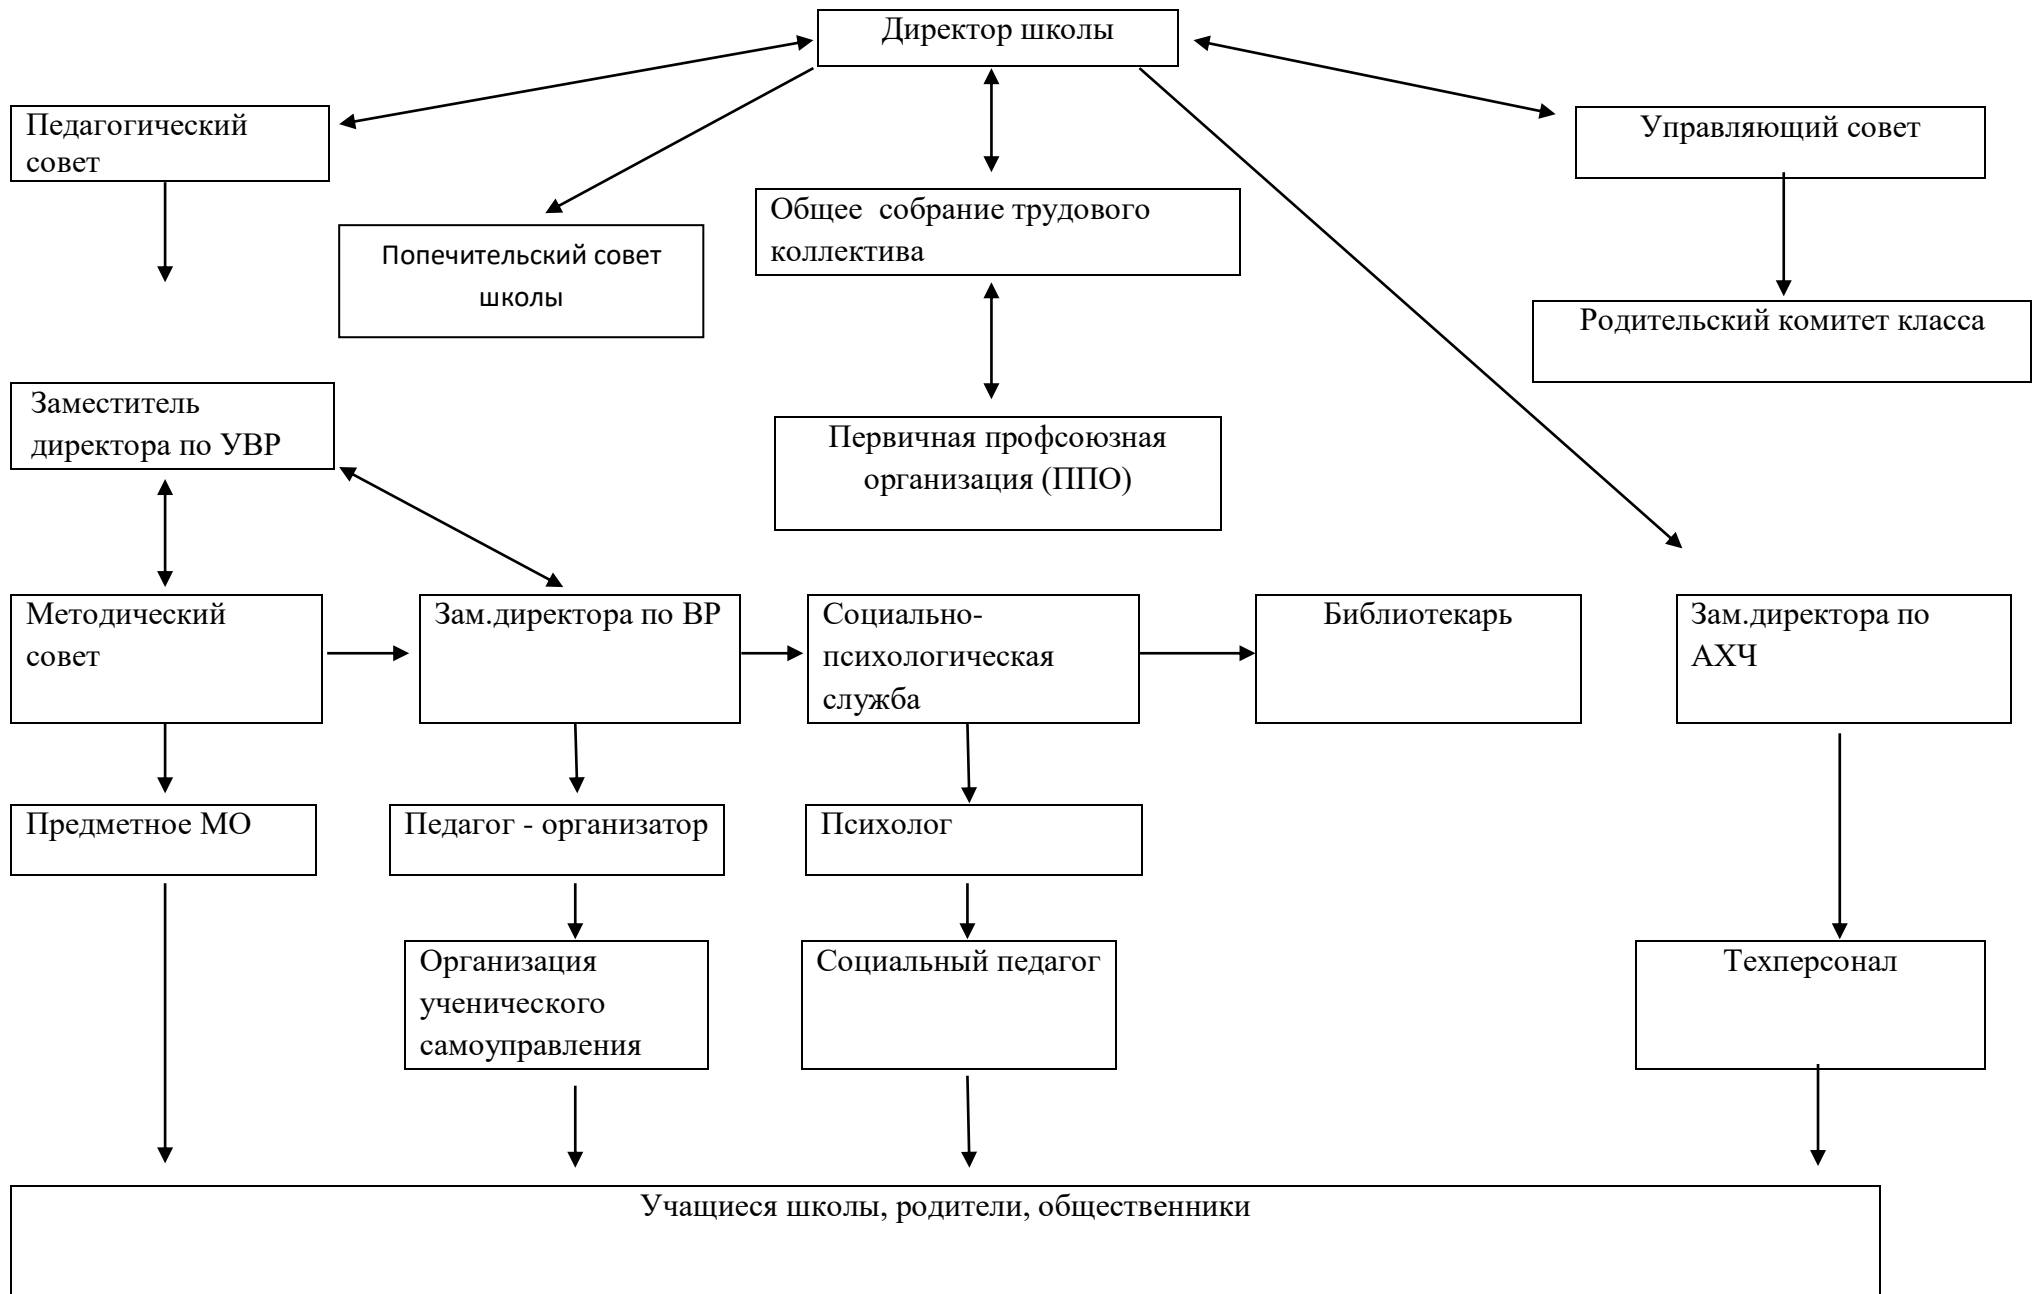 Директор школы
Педагогический
совет
Управляющий совет
Попечительский совет
школы
Общее  собрание трудового
коллектива
Родительский комитет класса
Заместитель
директора по УВР
Первичная профсоюзная
организация (ППО)
Методический
совет
Зам.директора по ВР
Социально-
психологическая
служба
Библиотекарь
Зам.директора по
АХЧ
Предметное МО
Педагог - организатор
Психолог
Организация
ученического
самоуправления
Социальный педагог
Техперсонал
Учащиеся школы, родители, общественники